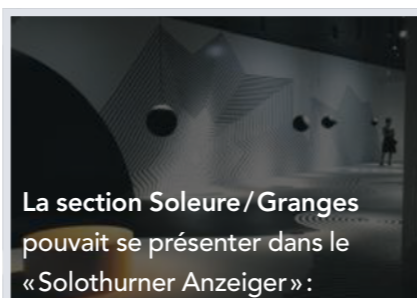 La section Soleure/Granges
pouvait se présenter dans le
«Solothurner Anzeiger»: